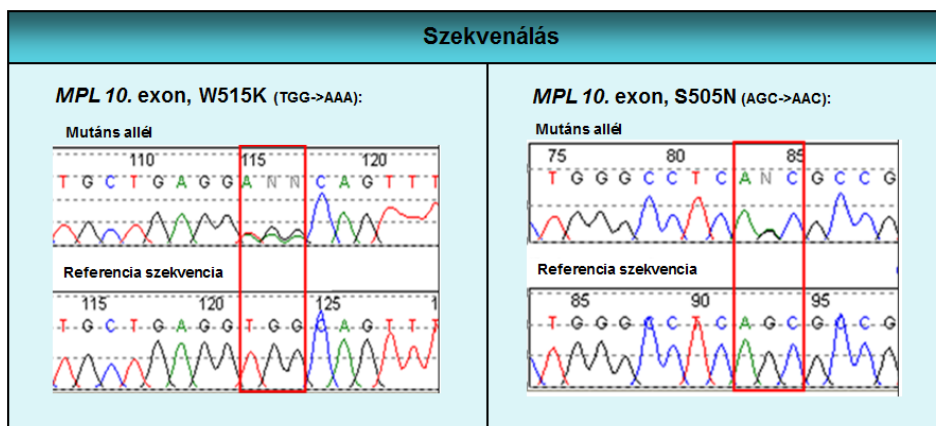 Szekvenálás
MPL 10. exon, W515K (TGG->AAA):
Mutáns allél
110 115 120
T G C T G A G G A N N C A G T T T
Referencia szekvencia
115 120 125 1
T G C T G A G G T G G G A G T T T
MPL 10. exon, S505N (AGC->AAC):
Mutáns allél
75 80 85
T G G G C C T C A N C G C C G
Referencia szekvencia
85 90 95
T G G G C C T C A G C G C C G